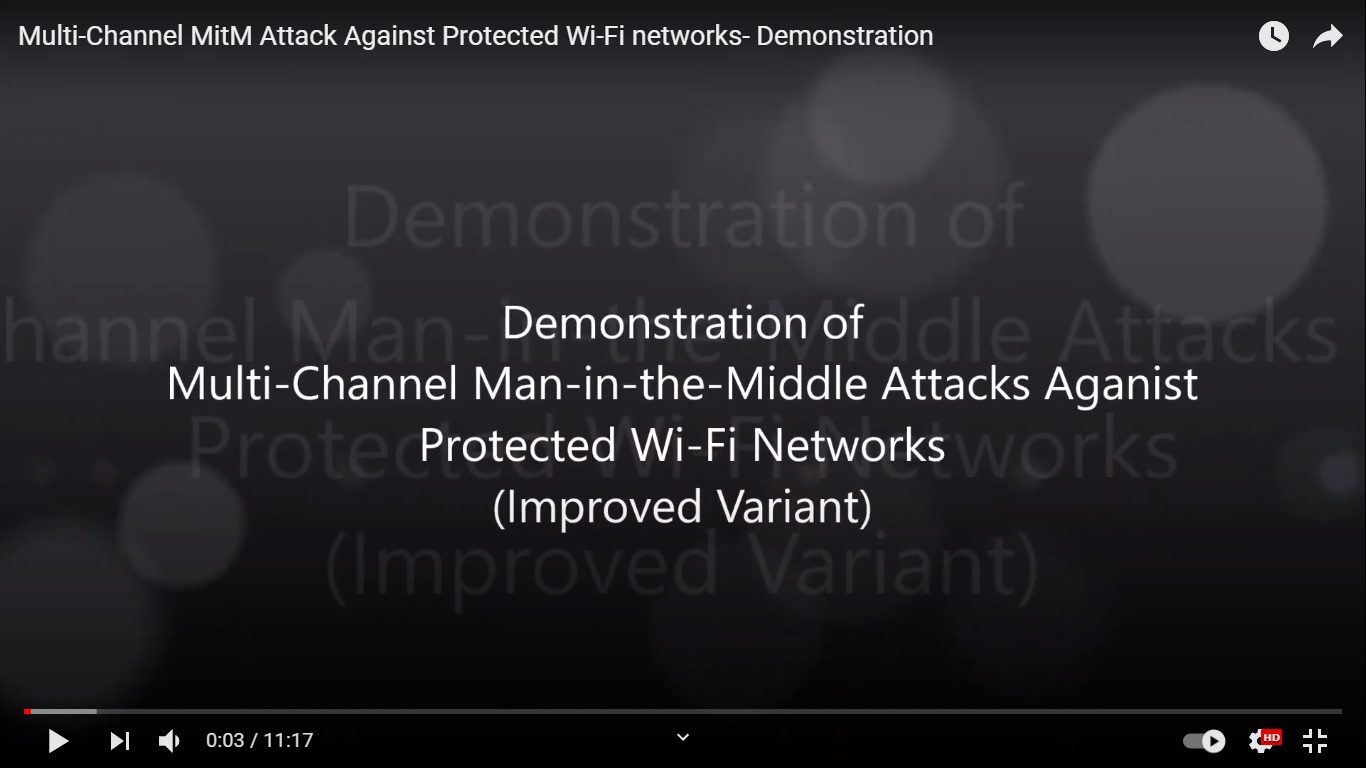 Multi-Channel MitM Attack Against Protected Wi-Fi networks- Demonstration
Demonstration of
hannel Man-in-the-Middle Attacks
Protected Wi-Fi Networks
(Improved Variant)
Demonstration of
Multi-Channel Man-in-the-Middle Attacks Aganist
Protected Wi-Fi Networks
(Improved Variant)
0:03 / 11:17
HD